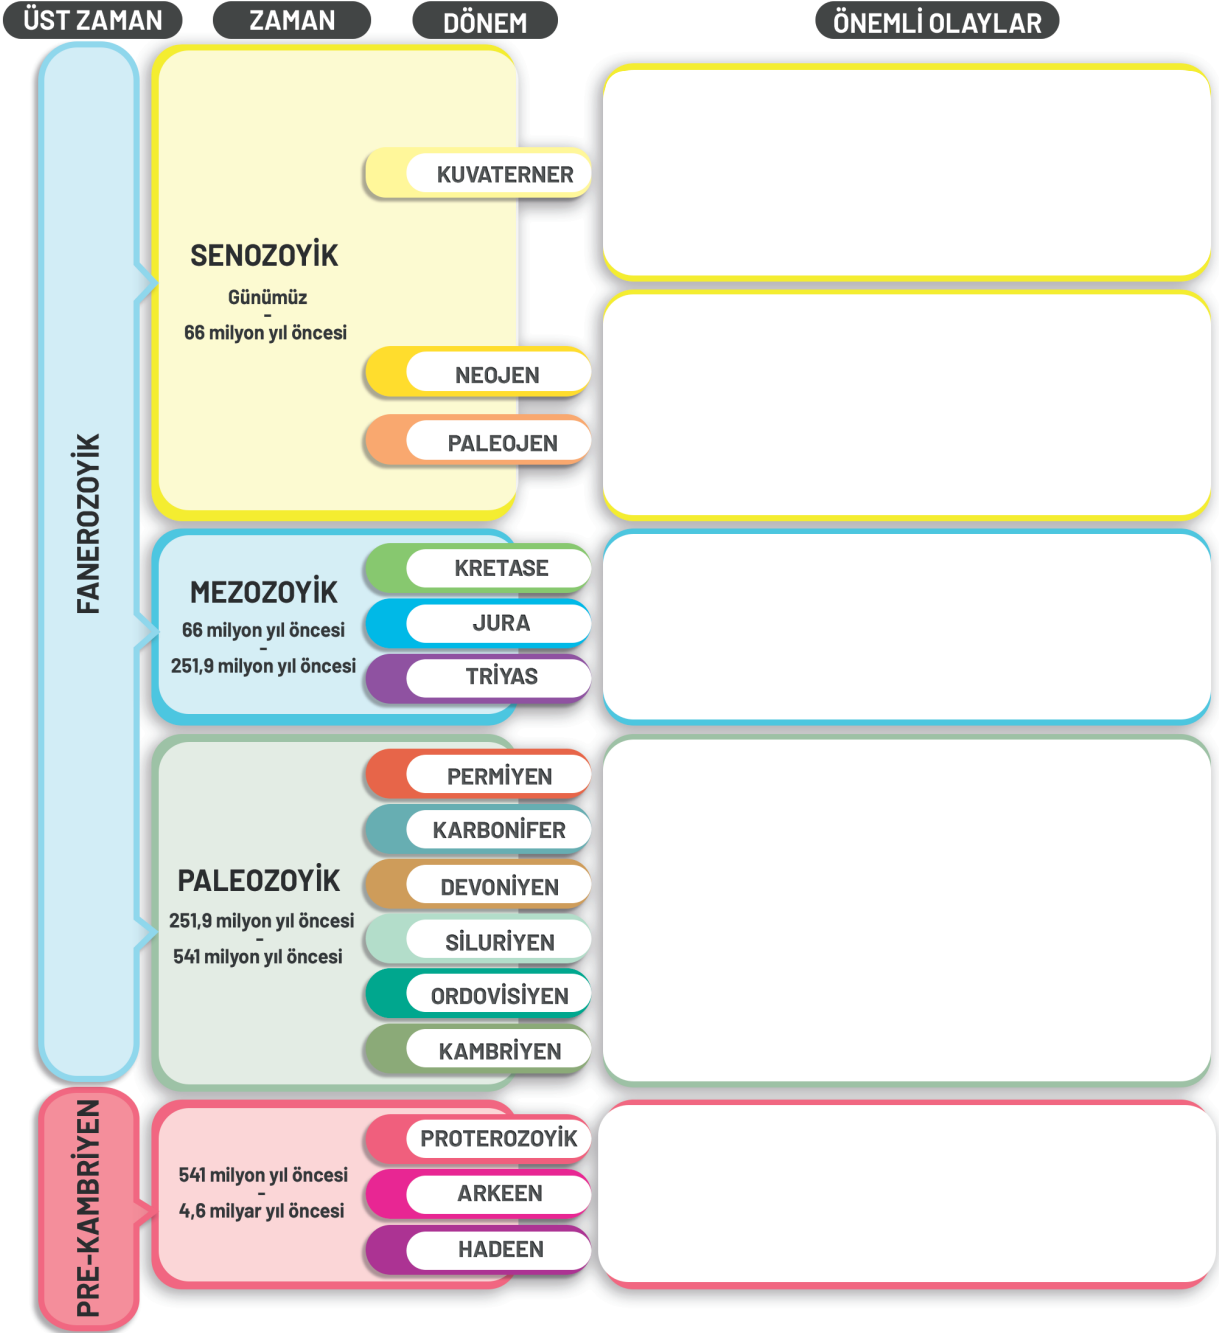 ÜST ZAMAN
ZAMAN
DÖNEM
ÖNEMLİ OLAYLAR
FANEROZOYİK
SENOZOYİK
Günümüz
-
66 milyon yıl öncesi
KUVATERNER
NEOJEN
PALEOJEN
MEZOZOYİK
66 milyon yıl öncesi
-
251,9 milyon yıl öncesi
KRETASE
JURA
TRİYAS
PALEOZOYİK
251,9 milyon yıl öncesi
-
541 milyon yıl öncesi
PERMİYEN
KARBONİFER
DEVONİYEN
SİLURİYEN
ORDOVİSİYEN
KAMBRİYEN
PRE-KAMBRİYEN
541 milyon yıl öncesi
-
4,6 milyar yıl öncesi
PROTEROZOYİK
ARKEEN
HADEEN